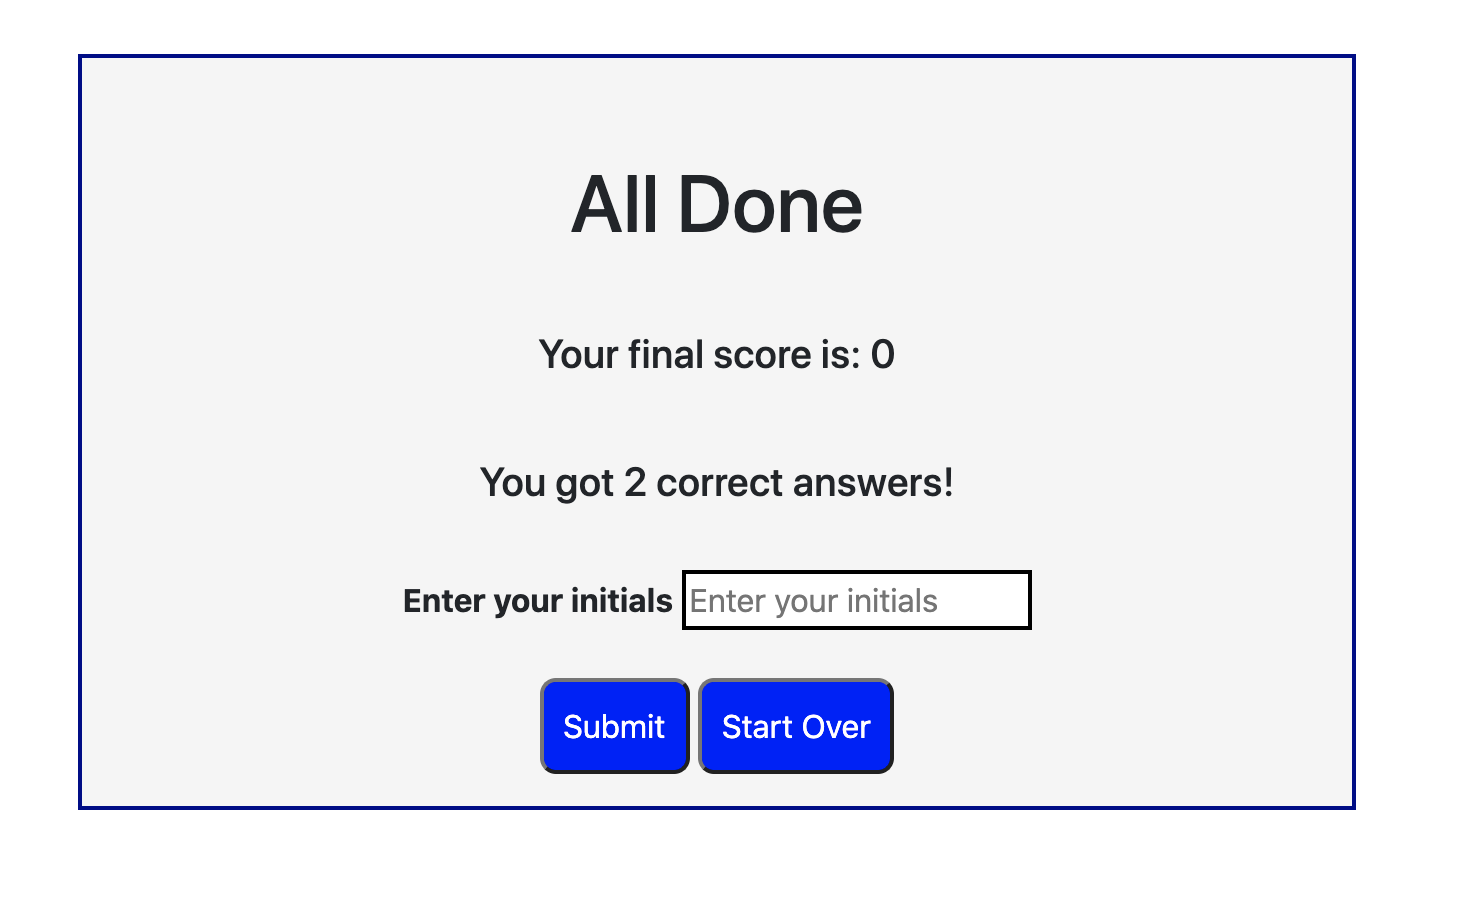 All Done
Your final score is: 0
You got 2 correct answers!
Enter your initials Enter your initials
Submit Start Over